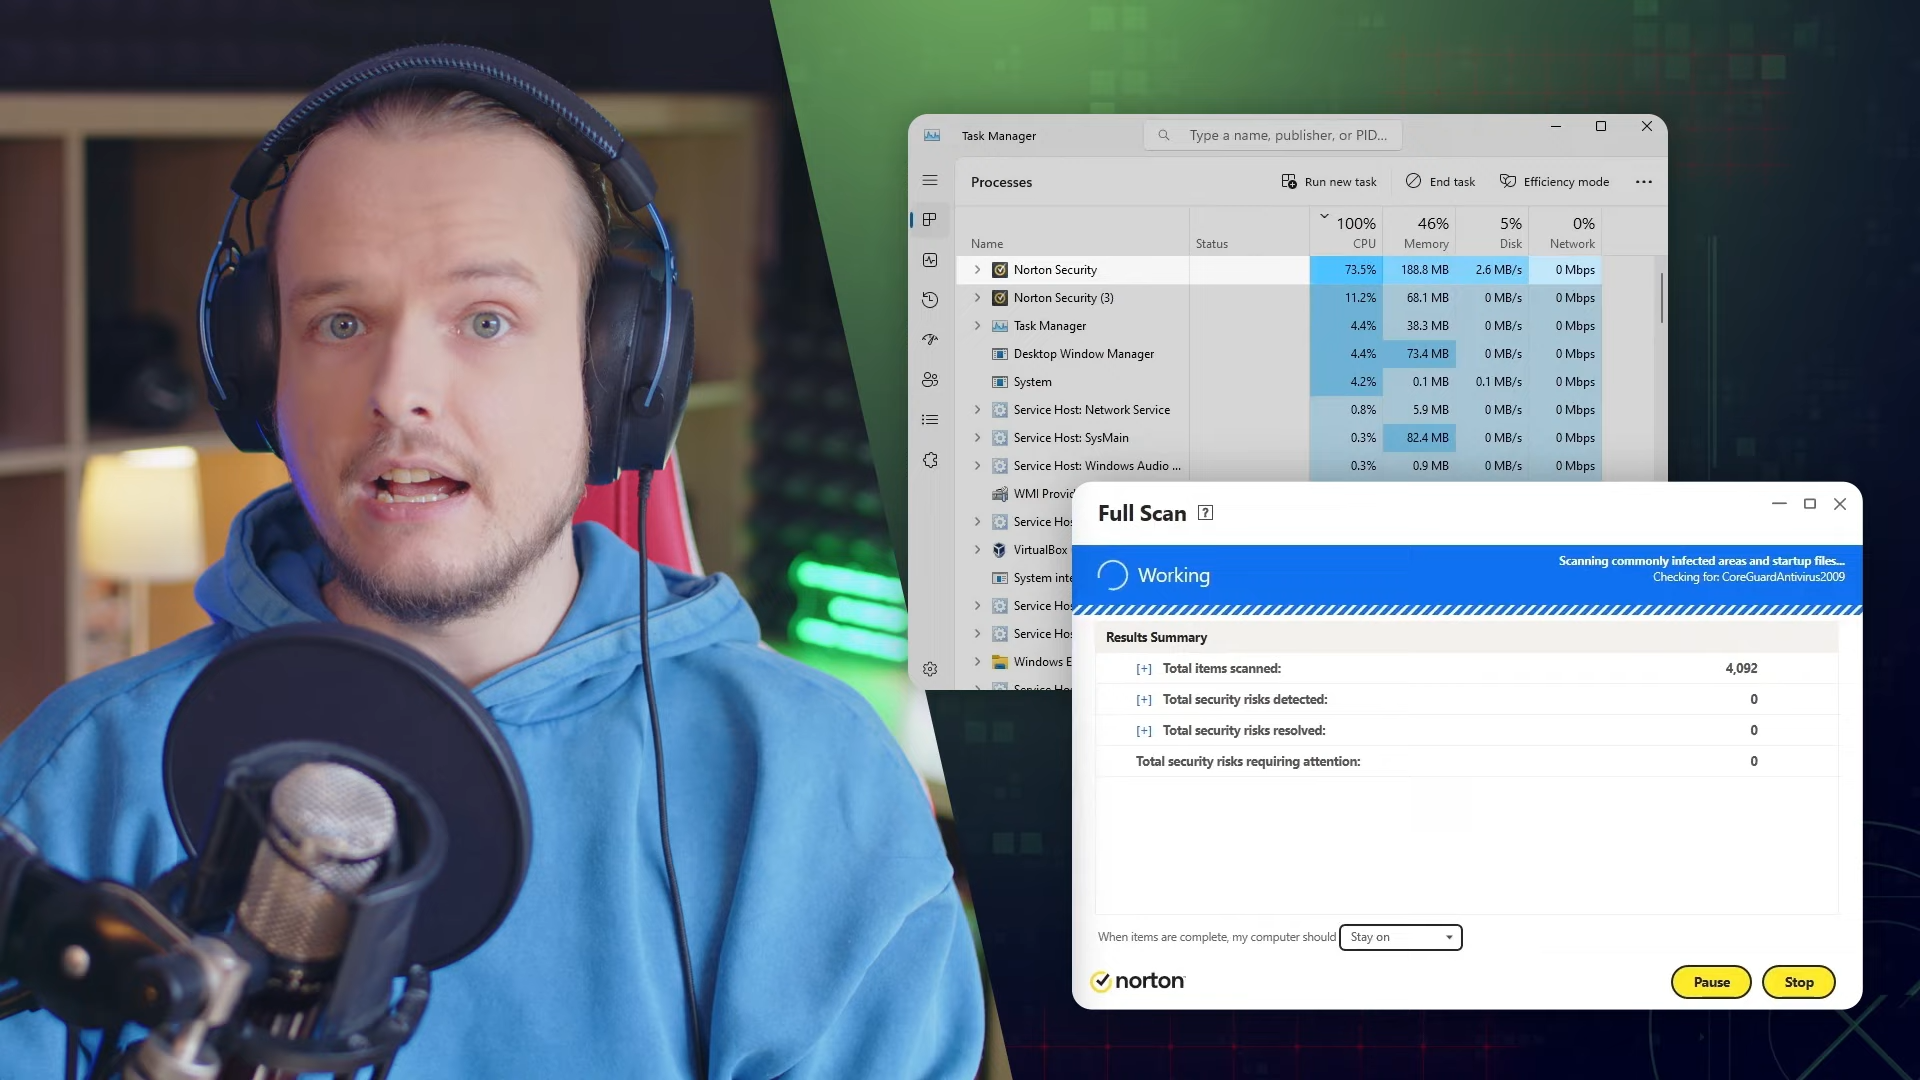 Task Manager
Type a name, publisher, or PID...
Processes
Run new task
End task
Efficiency mode
100% 46% 5% 0%
Name Status CPU Memory Disk Network
Norton Security 73.5% 188.8 MB 2.6 MB/s 0 Mbps
Norton Security (3) 11.2% 68.1 MB 0 MB/s 0 Mbps
Task Manager 4.4% 38.3 MB 0 MB/s 0 Mbps
Desktop Window Manager 4.4% 73.4 MB 0 MB/s 0 Mbps
System 4.2% 0.1 MB 0.1 MB/s 0 Mbps
Service Host: Network Service 0.8% 5.9 MB 0 MB/s 0 Mbps
Service Host: SysMain 0.3% 82.4 MB 0 MB/s 0 Mbps
Service Host: Windows Audio ... 0.3% 0.9 MB 0 MB/s 0 Mbps
WMI
Service
VirtualBox
System
Service
Service
Windows
Full Scan ?
Working
Scanning commonly infected areas and startup files...
Checking for: CoreGuardAntivirus2009
Results Summary
[+] Total items scanned: 4,092
[+] Total security risks detected: 0
[+] Total security risks resolved: 0
Total security risks requiring attention: 0
When items are complete, my computer should Stay on
norton
Pause
Stop